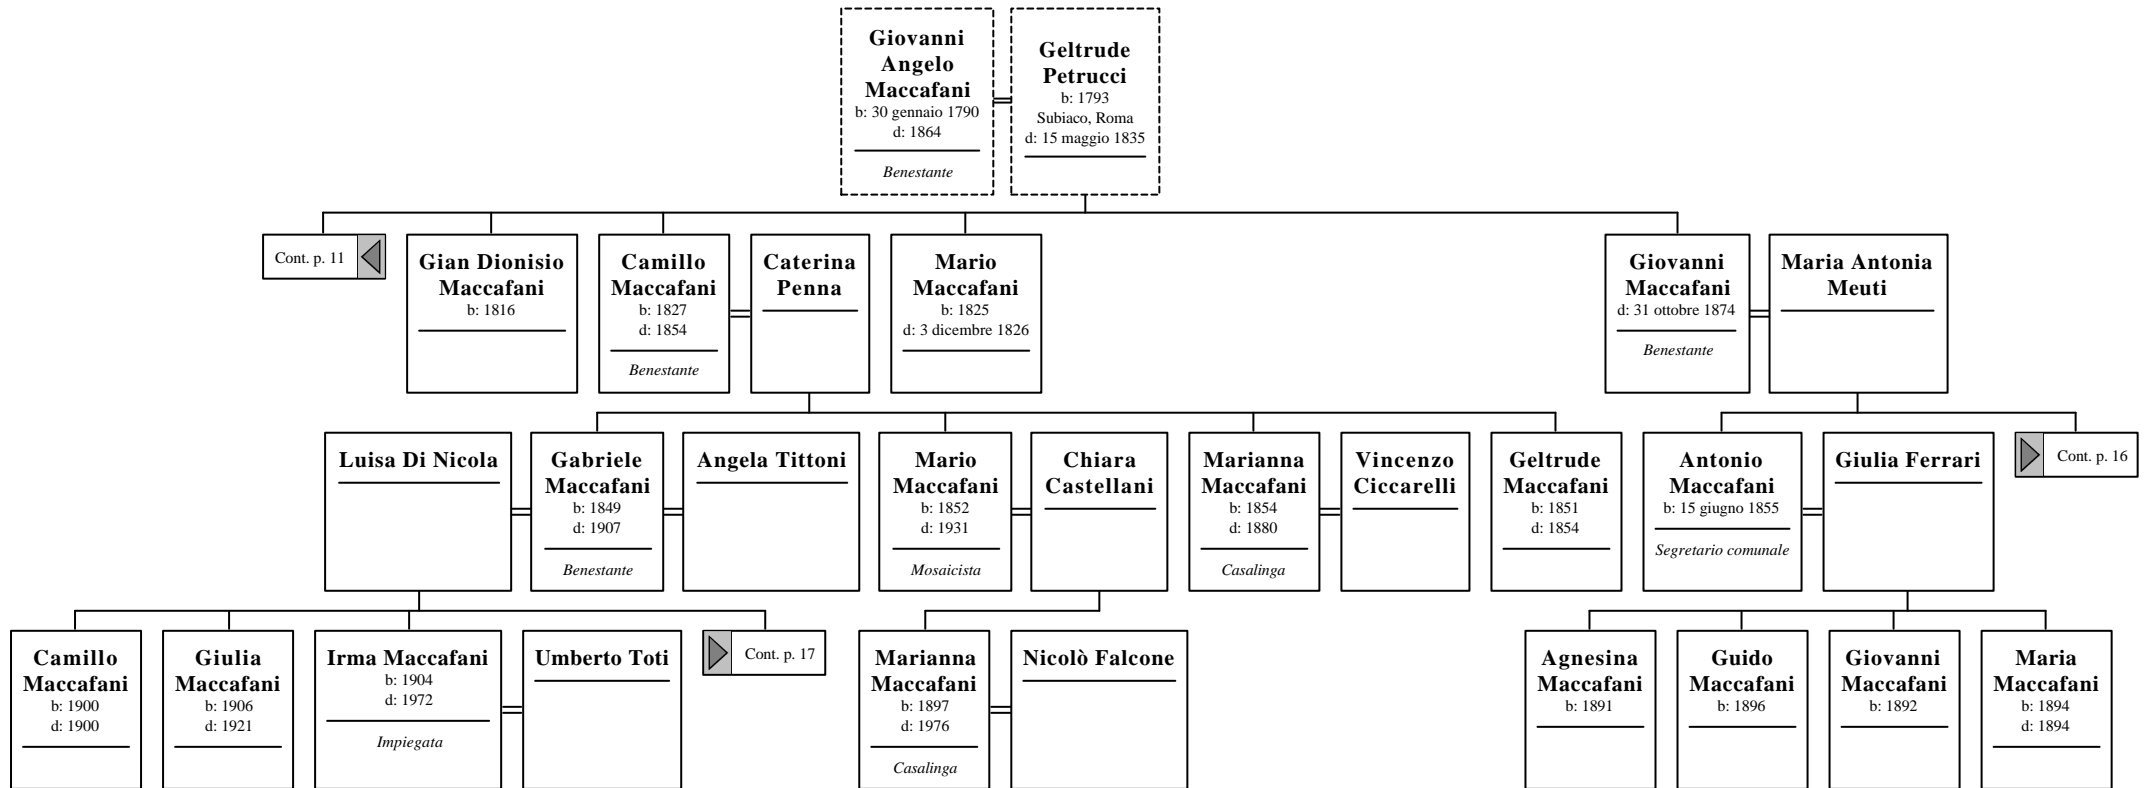 Giovanni
Angelo
Maccafani
b: 30 gennaio 1790
d: 1864
Benestante
Geltrude
Petrucci
b: 1793
Subiaco, Roma
d: 15 maggio 1835
Cont. p. 11
Gian Dionisio
Maccafani
b: 1816
Camillo
Maccafani
b: 1827
d: 1854
Benestante
Caterina
Penna
Mario
Maccafani
b: 1825
d: 3 dicembre 1826
Giovanni
Maccafani
d: 31 ottobre 1874
Benestante
Maria Antonia
Meuti
Luisa Di Nicola
Gabriele
Maccafani
b: 1849
d: 1907
Benestante
Angela Tittoni
Mario
Maccafani
b: 1852
d: 1931
Mosaicista
Chiara
Castellani
Marianna
Maccafani
b: 1854
d: 1880
Casalinga
Vincenzo
Ciccarelli
Geltrude
Maccafani
b: 1851
d: 1854
Antonio
Maccafani
b: 15 giugno 1855
Segretario comunale
Giulia Ferrari
Cont. p. 16
Camillo
Maccafani
b: 1900
d: 1900
Giulia
Maccafani
b: 1906
d: 1921
Irma Maccafani
b: 1904
d: 1972
Impiegata
Umberto Toti
Cont. p. 17
Marianna
Maccafani
b: 1897
d: 1976
Casalinga
Nicolò Falcone
Agnesina
Maccafani
b: 1891
Guido
Maccafani
b: 1896
Giovanni
Maccafani
b: 1892
Maria
Maccafani
b: 1894
d: 1894